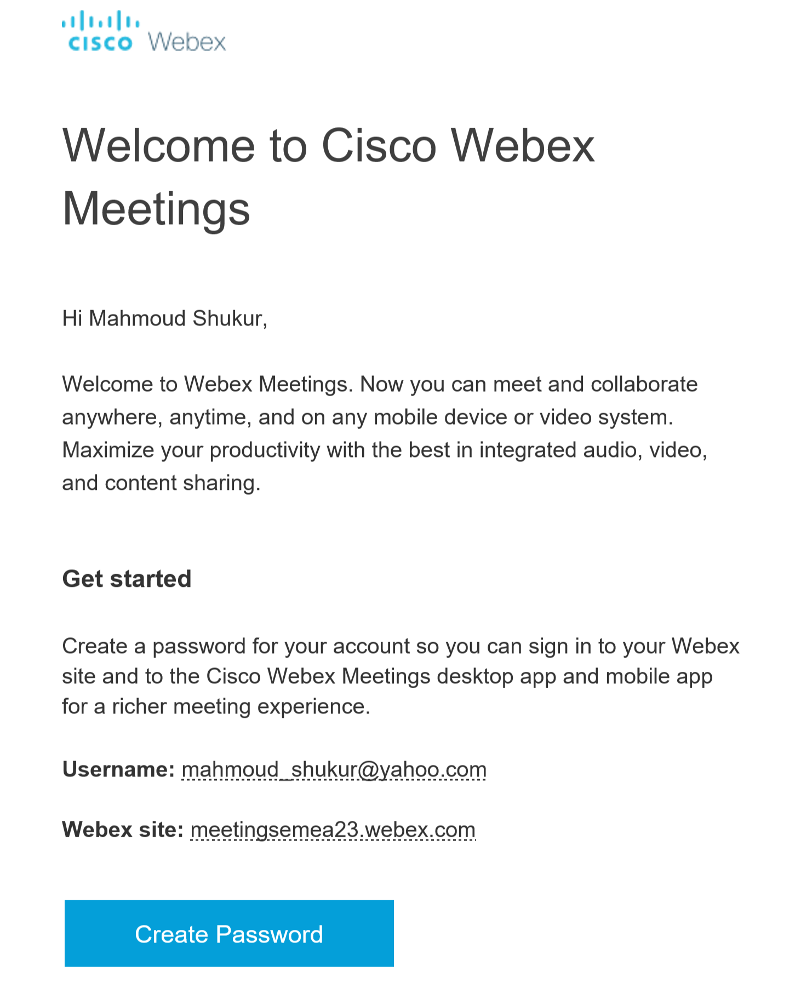 cisco Webex
Welcome to Cisco Webex
Meetings
Hi Mahmoud Shukur,
Welcome to Webex Meetings. Now you can meet and collaborate
anywhere, anytime, and on any mobile device or video system.
Maximize your productivity with the best in integrated audio, video,
and content sharing.
Get started
Create a password for your account so you can sign in to your Webex
site and to the Cisco Webex Meetings desktop app and mobile app
for a richer meeting experience.
Username: mahmoud_shukur@yahoo.com
Webex site: meetingsemea23.webex.com
Create Password